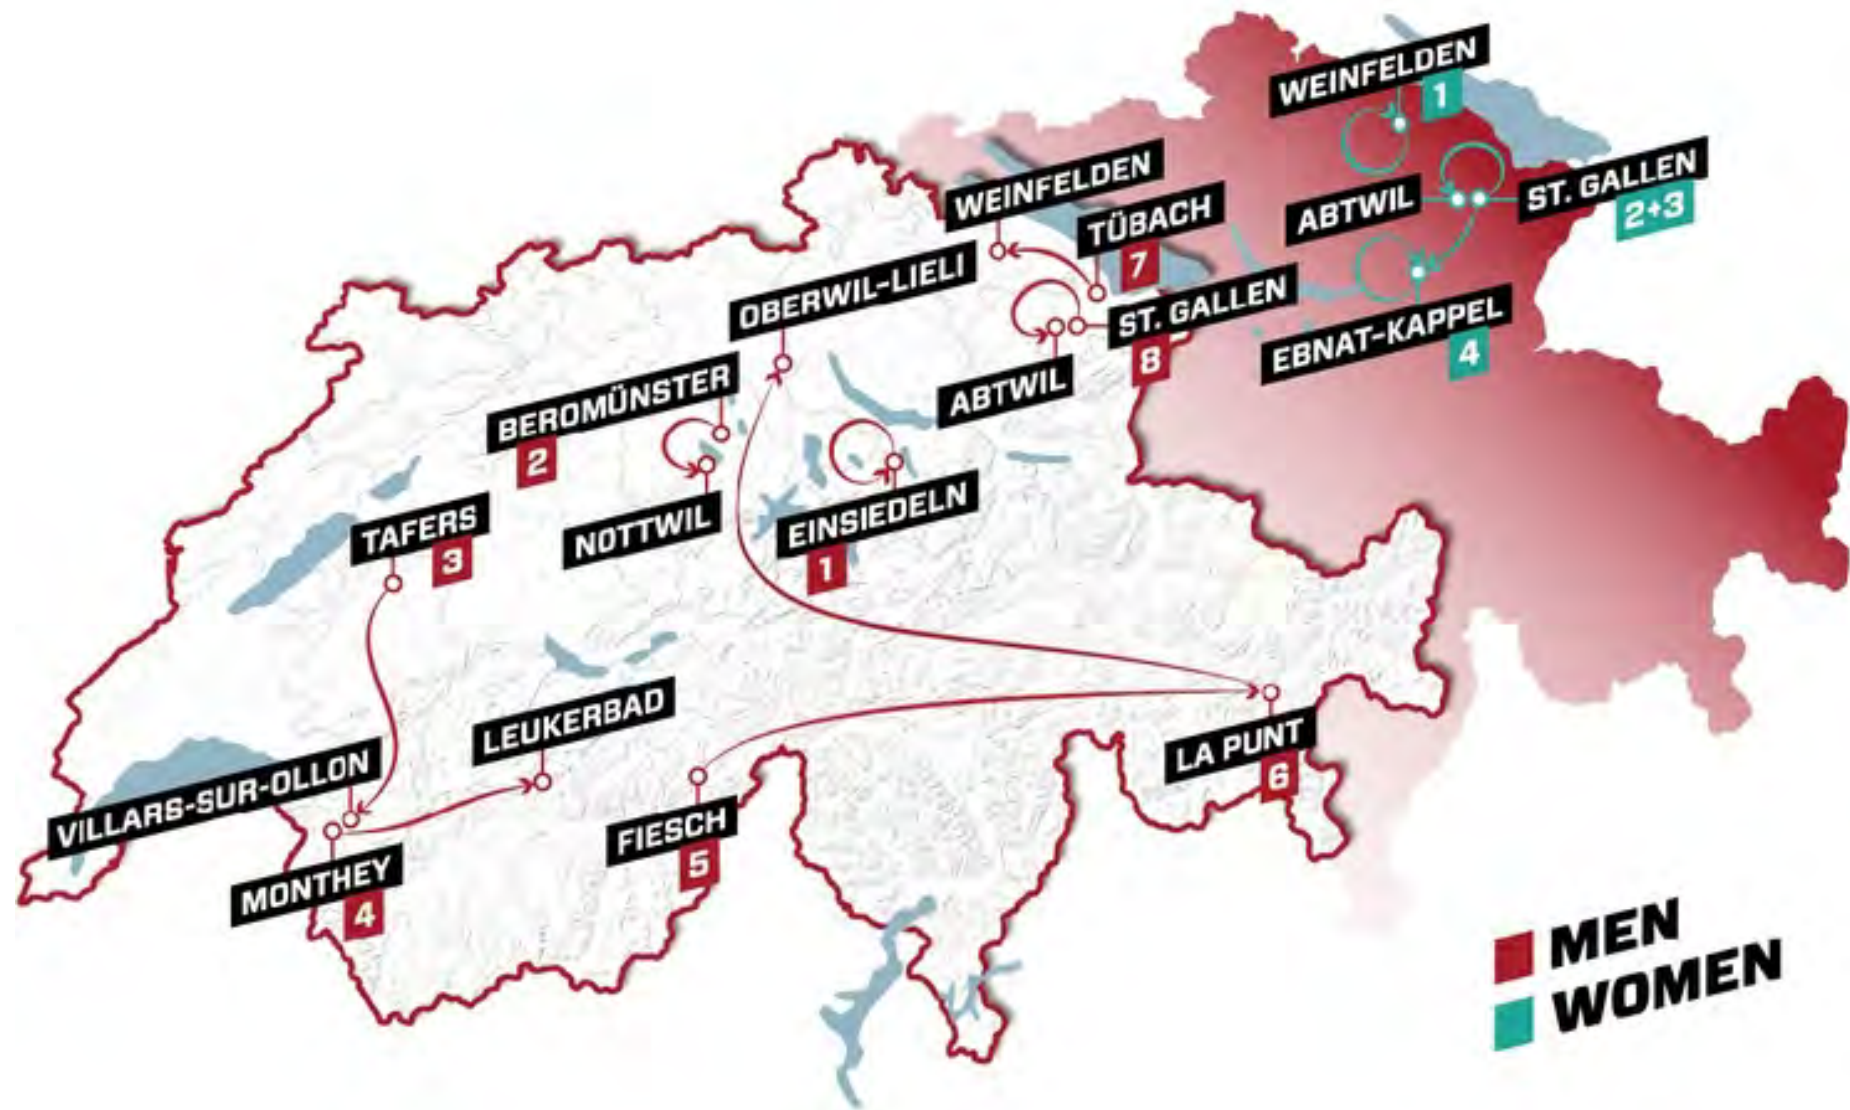 WEINFELDEN
1
ABTWIL
ST. GALLEN
2+3
EBNAT-KAPPEL
4
WEINFELDEN
TÜBACH
7
OBERWIL-LIELI
ST. GALLEN
8
ABTWIL
BEROMÜNSTER
2
NOTTWIL
EINSIEDELN
1
TAFERS
3
LEUKERBAD
VILLARS-SUR-OLLON
MONTHEY
4
FIESCH
5
LA PUNT
6
MEN
WOMEN